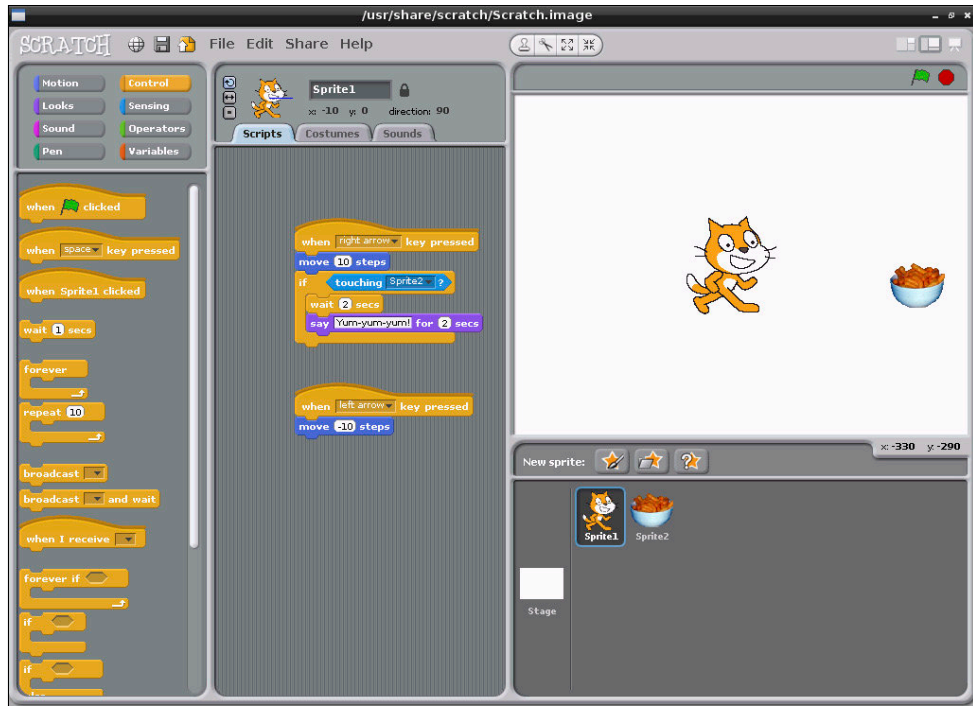 /usr/share/scratch/Scratch.image
SCRATCH File Edit Share Help
Motion Control
Looks Sensing
Sound Operators
Pen Variables
when clicked
when space key pressed
when Sprite1 clicked
wait 1 secs
forever
repeat 10
broadcast
broadcast and wait
when I receive
forever if
if
if
Sprite1
x: -10 y: 0 direction: 90
Scripts Costumes Sounds
when right arrow key pressed
move 10 steps
if touching Sprite2 ?
wait 2 secs
say Yum-yum-yum! for 2 secs
when left arrow key pressed
move -10 steps
x: -330 y: -290
New sprite:
Sprite1 Sprite2
Stage